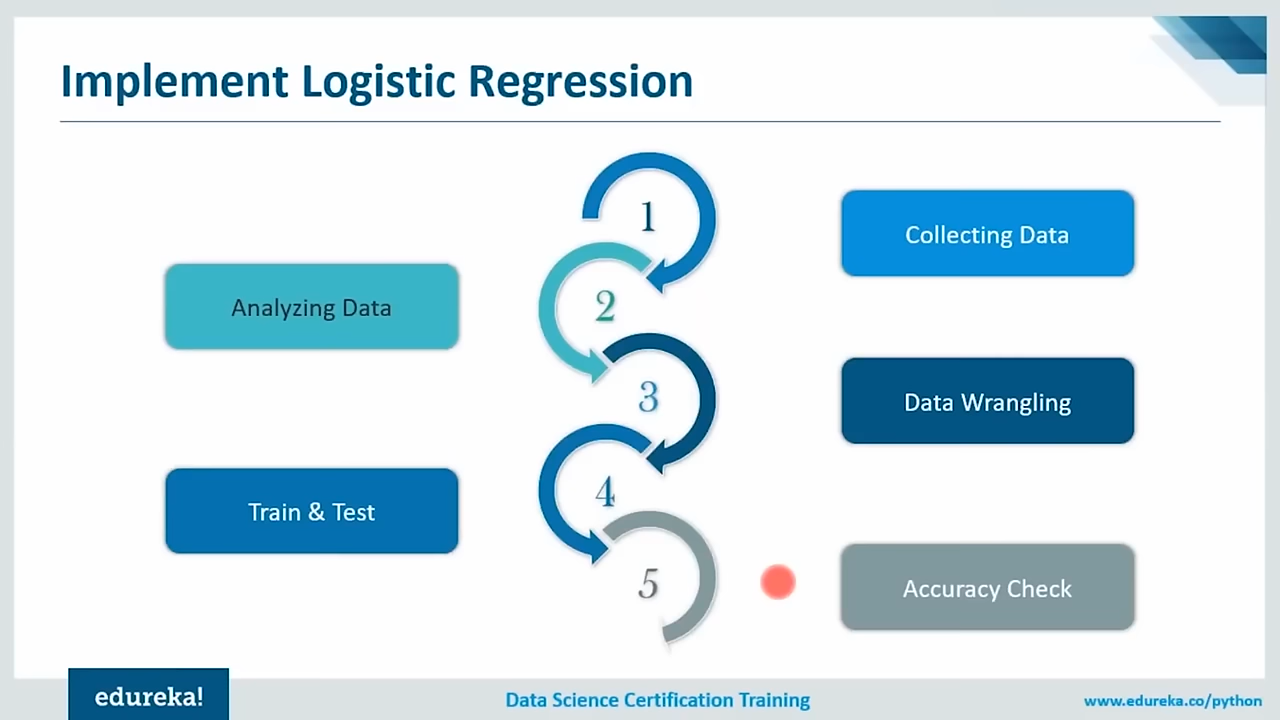 Implement Logistic Regression
1
Collecting Data
Analyzing Data
2
3
Data Wrangling
Train & Test
4
5
Accuracy Check
edureka!
Data Science Certification Training
www.edureka.co/python